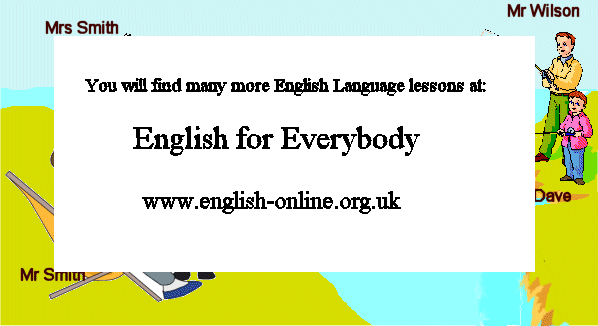 Mr Wilson
Mrs Smith
You will find many more English Language lessons at:
English for Everybody
www.english-online.org.uk
Dave
Mr Smith